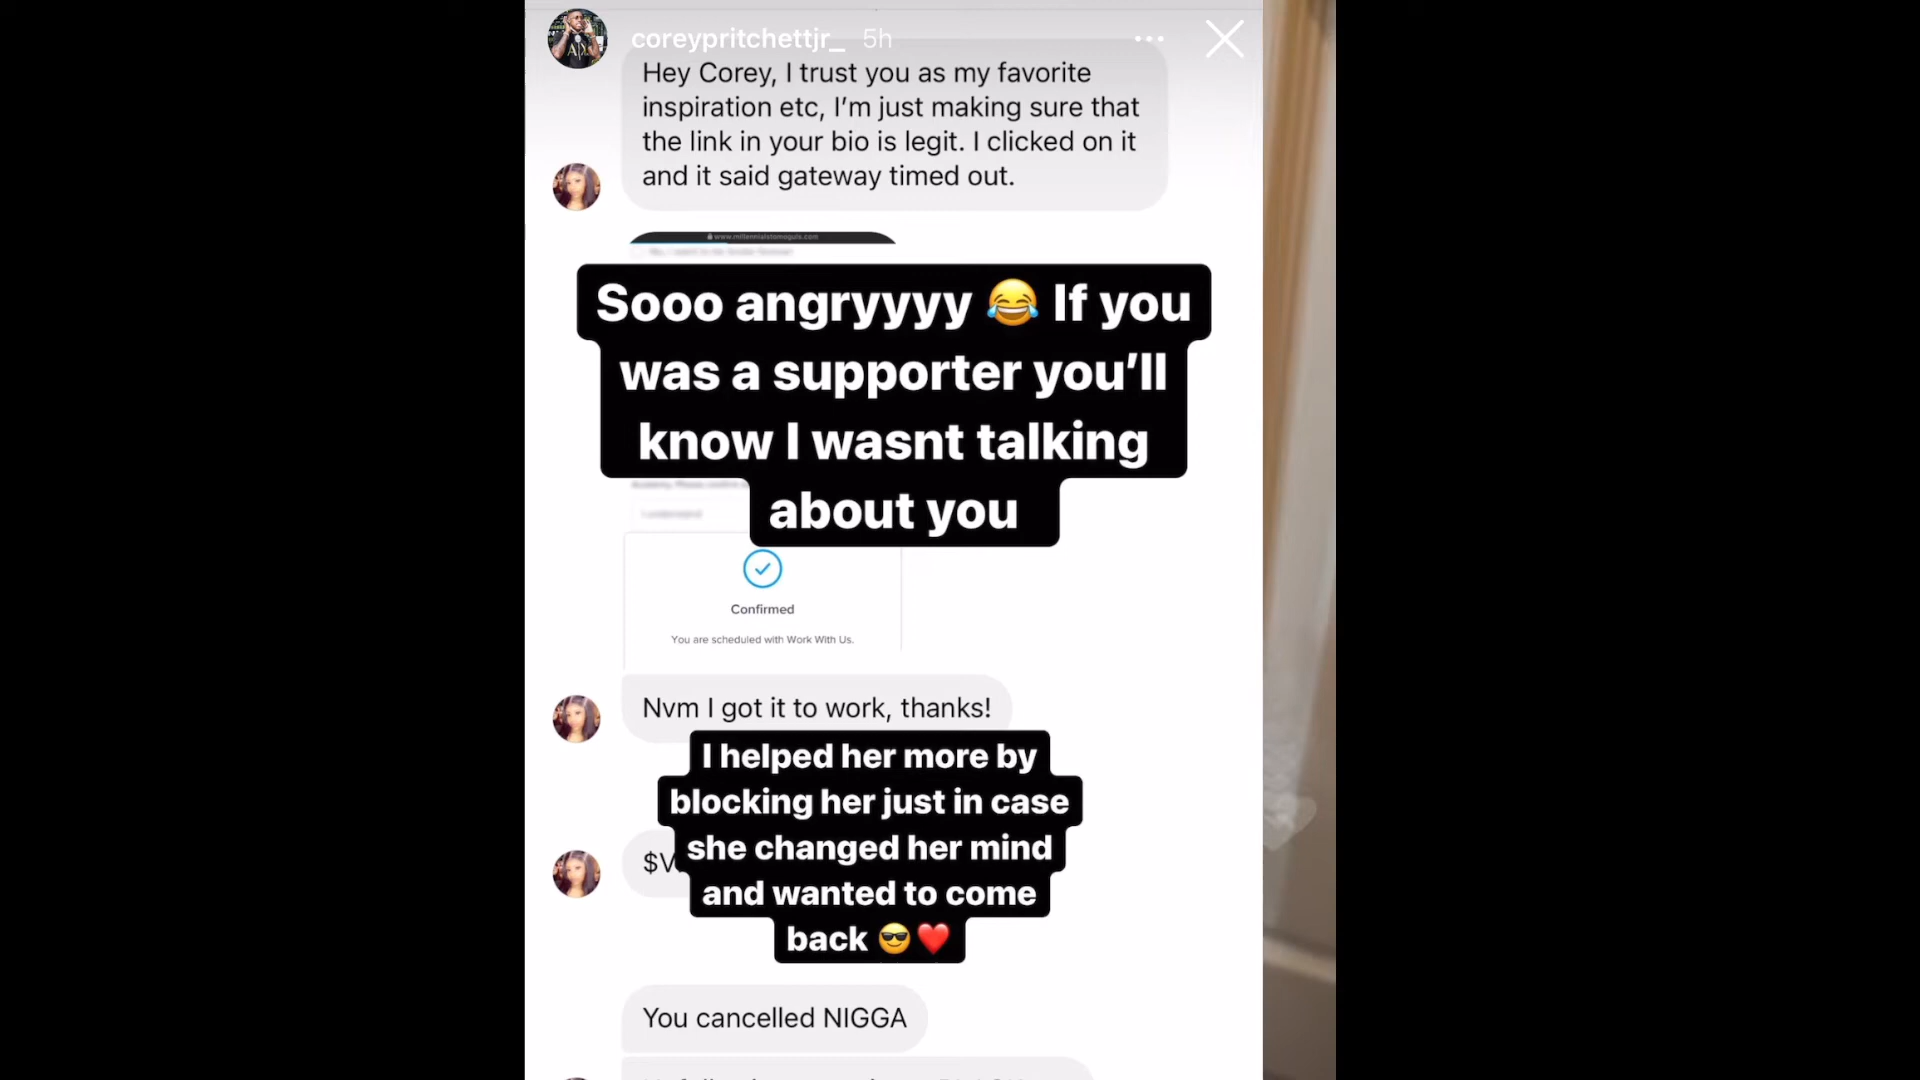 coreypritchettjr_ 5h
Hey Corey, I trust you as my favorite
inspiration etc, I’m just making sure that
the link in your bio is legit. I clicked on it
and it said gateway timed out.
www.millennialstomoguls.com
Sooo angryyyy 😂 If you
was a supporter you’ll
know I wasnt talking
about you
I understand
Confirmed
You are scheduled with Work With Us.
Nvm I got it to work, thanks!
I helped her more by
blocking her just in case
$V
she changed her mind
and wanted to come
back 😎❤️
You cancelled NIGGA